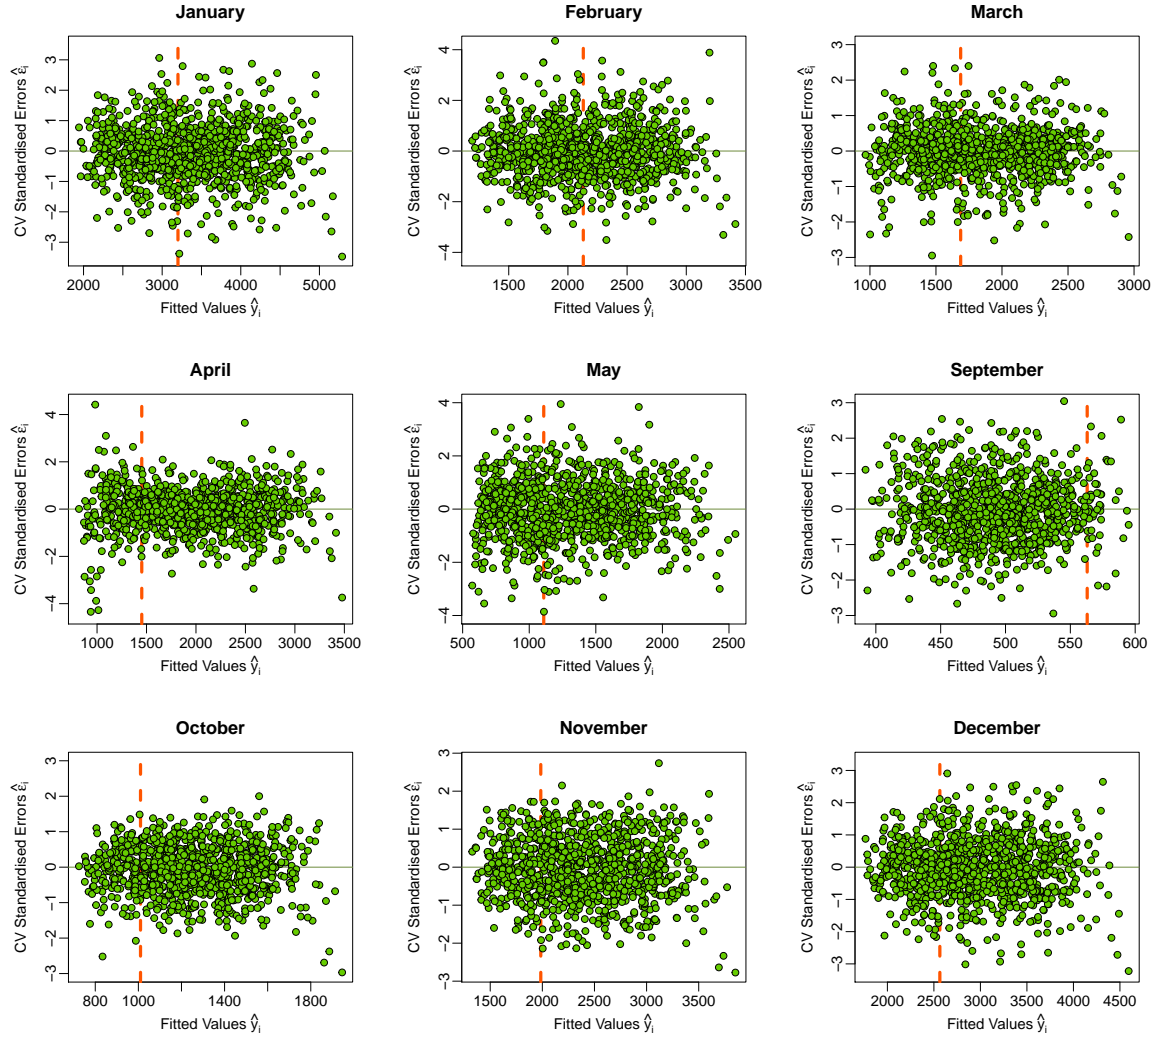 January
February
March
CV Standardised Errors ε̂ᵢ
3
2
1
0
−1
−2
−3
2000 3000 4000 5000
Fitted Values ŷᵢ
CV Standardised Errors ε̂ᵢ
4
2
0
−2
−4
1500 2000 2500 3000 3500
Fitted Values ŷᵢ
CV Standardised Errors ε̂ᵢ
3
2
1
0
−1
−2
−3
1000 1500 2000 2500 3000
Fitted Values ŷᵢ
April
May
September
CV Standardised Errors ε̂ᵢ
4
2
0
−2
−4
1000 1500 2000 2500 3000 3500
Fitted Values ŷᵢ
CV Standardised Errors ε̂ᵢ
4
2
0
−2
−4
500 1000 1500 2000 2500
Fitted Values ŷᵢ
CV Standardised Errors ε̂ᵢ
3
2
1
0
−1
−2
−3
400 450 500 550 600
Fitted Values ŷᵢ
October
November
December
CV Standardised Errors ε̂ᵢ
3
2
1
0
−1
−2
−3
800 1000 1400 1800
Fitted Values ŷᵢ
CV Standardised Errors ε̂ᵢ
3
2
1
0
−1
−2
−3
1500 2000 2500 3000 3500
Fitted Values ŷᵢ
CV Standardised Errors ε̂ᵢ
3
2
1
0
−1
−2
−3
2000 2500 3000 3500 4000 4500
Fitted Values ŷᵢ